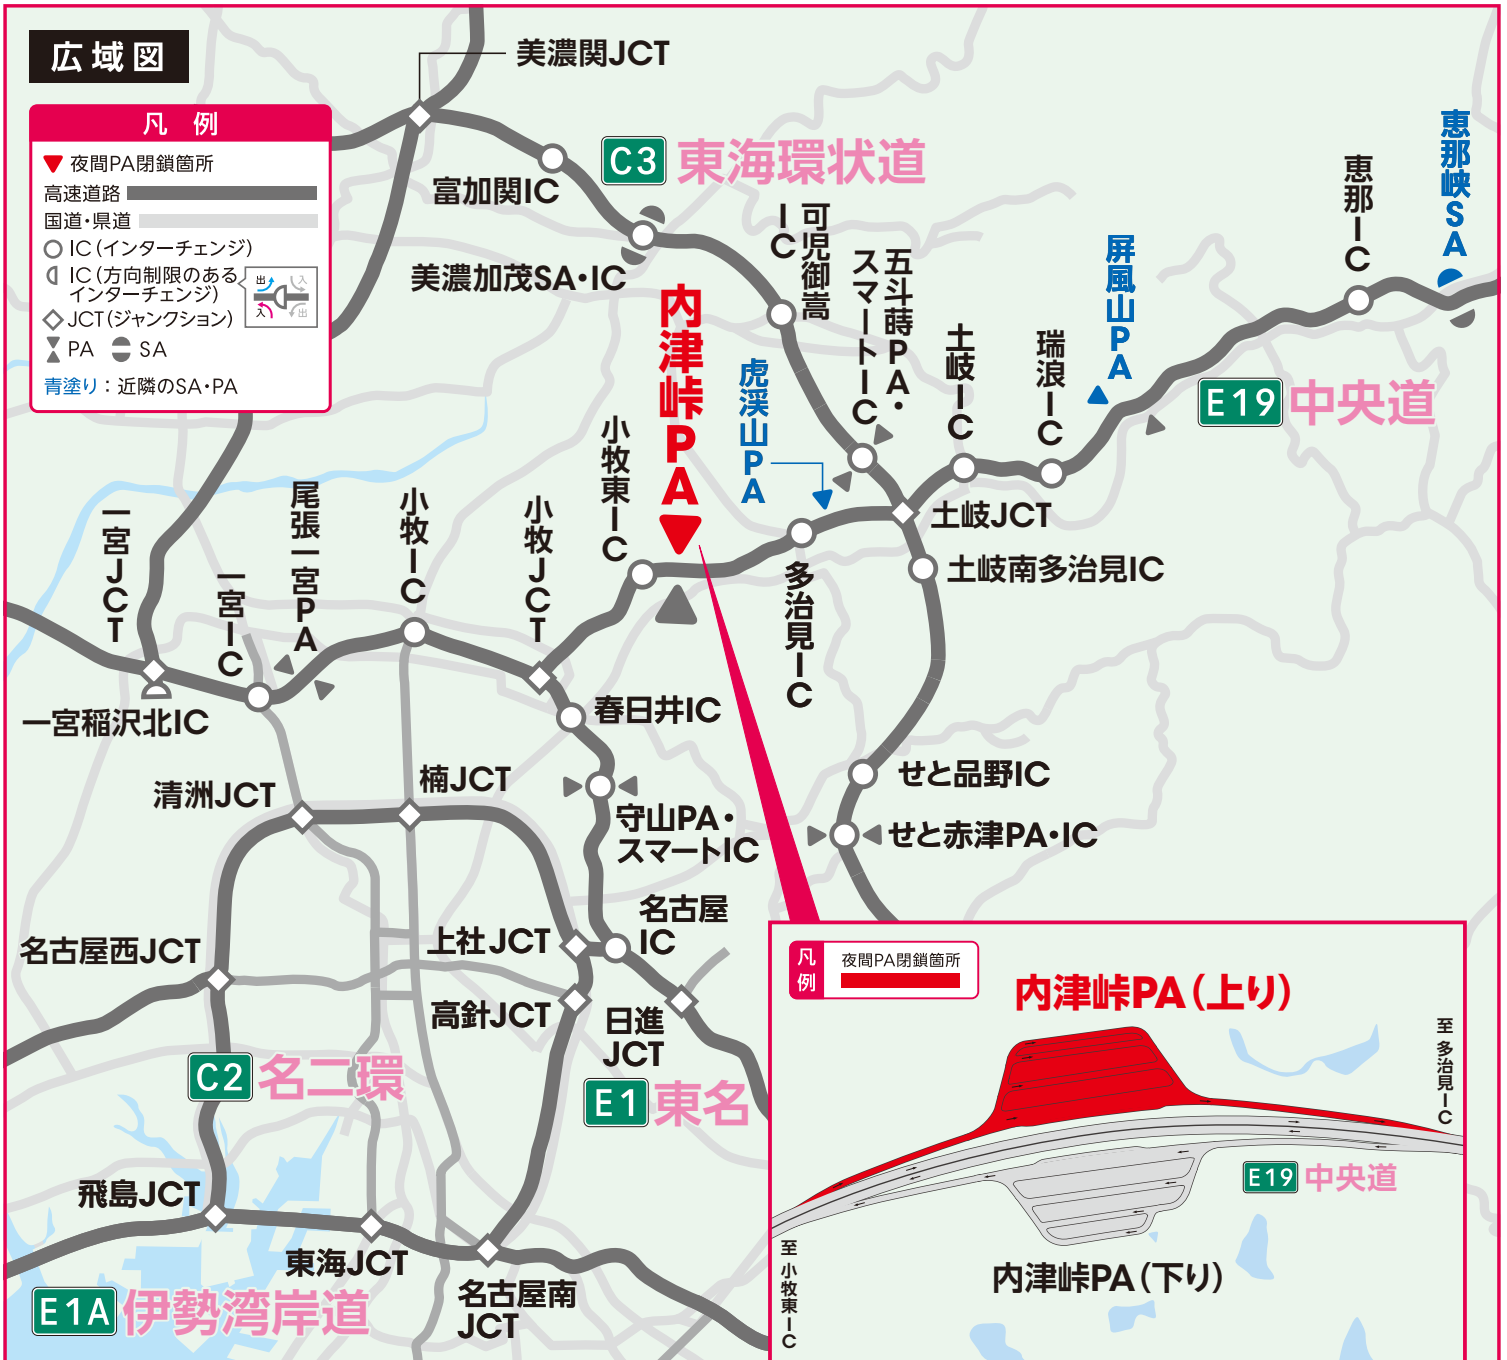 広域図
凡 例
夜間PA閉鎖箇所
高速道路
国道・県道
IC(インターチェンジ)
IC(方向制限のある
インターチェンジ)
出
入
入
出
JCT(ジャンクション)
PA
SA
青塗り:近隣のSA・PA
美濃関JCT
C3 東海環状道
富加関IC
美濃加茂SA・IC
可児御嵩
IC
五斗蒔PA・
スマートIC
土岐IC
瑞浪IC
屏風山PA
恵那IC
恵那峡SA
E19 中央道
内津峠PA
虎渓山PA
小牧東IC
小牧JCT
小牧IC
尾張一宮PA
一宮IC
一宮JCT
土岐JCT
土岐南多治見IC
多治見IC
一宮稲沢北IC
春日井IC
せと品野IC
清洲JCT
楠JCT
守山PA・
スマートIC
せと赤津PA・IC
名古屋
IC
上社JCT
名古屋西JCT
高針JCT
日進
JCT
C2 名二環
E1 東名
飛島JCT
東海JCT
名古屋南
JCT
E1A 伊勢湾岸道
凡例
夜間PA閉鎖箇所
内津峠PA(上り)
至 多治見IC
E19 中央道
至 小牧東IC
内津峠PA(下り)